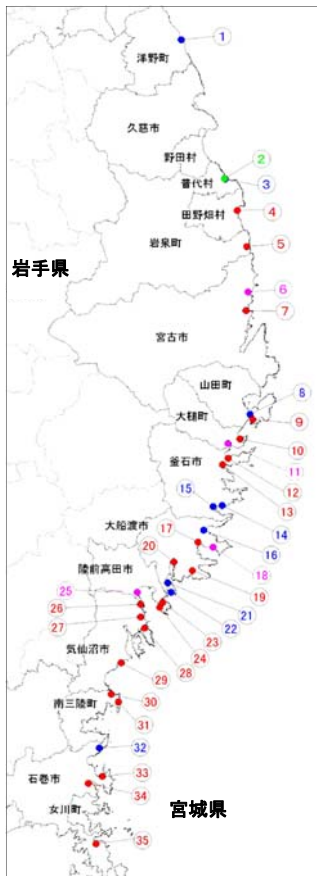 1
洋野町
久慈市
野田村
2
普代村
3
田野畑村
4
岩泉町
5
岩手県
6
7
宮古市
山田町
8
大槌町
9
10
釜石市
11
12
13
15
14
大船渡市
17
16
20
18
陸前高田市
19
25
21
26
22
27
23
24
気仙沼市
28
29
南三陸町
30
31
32
石巻市
33
34
女川町
宮城県
35